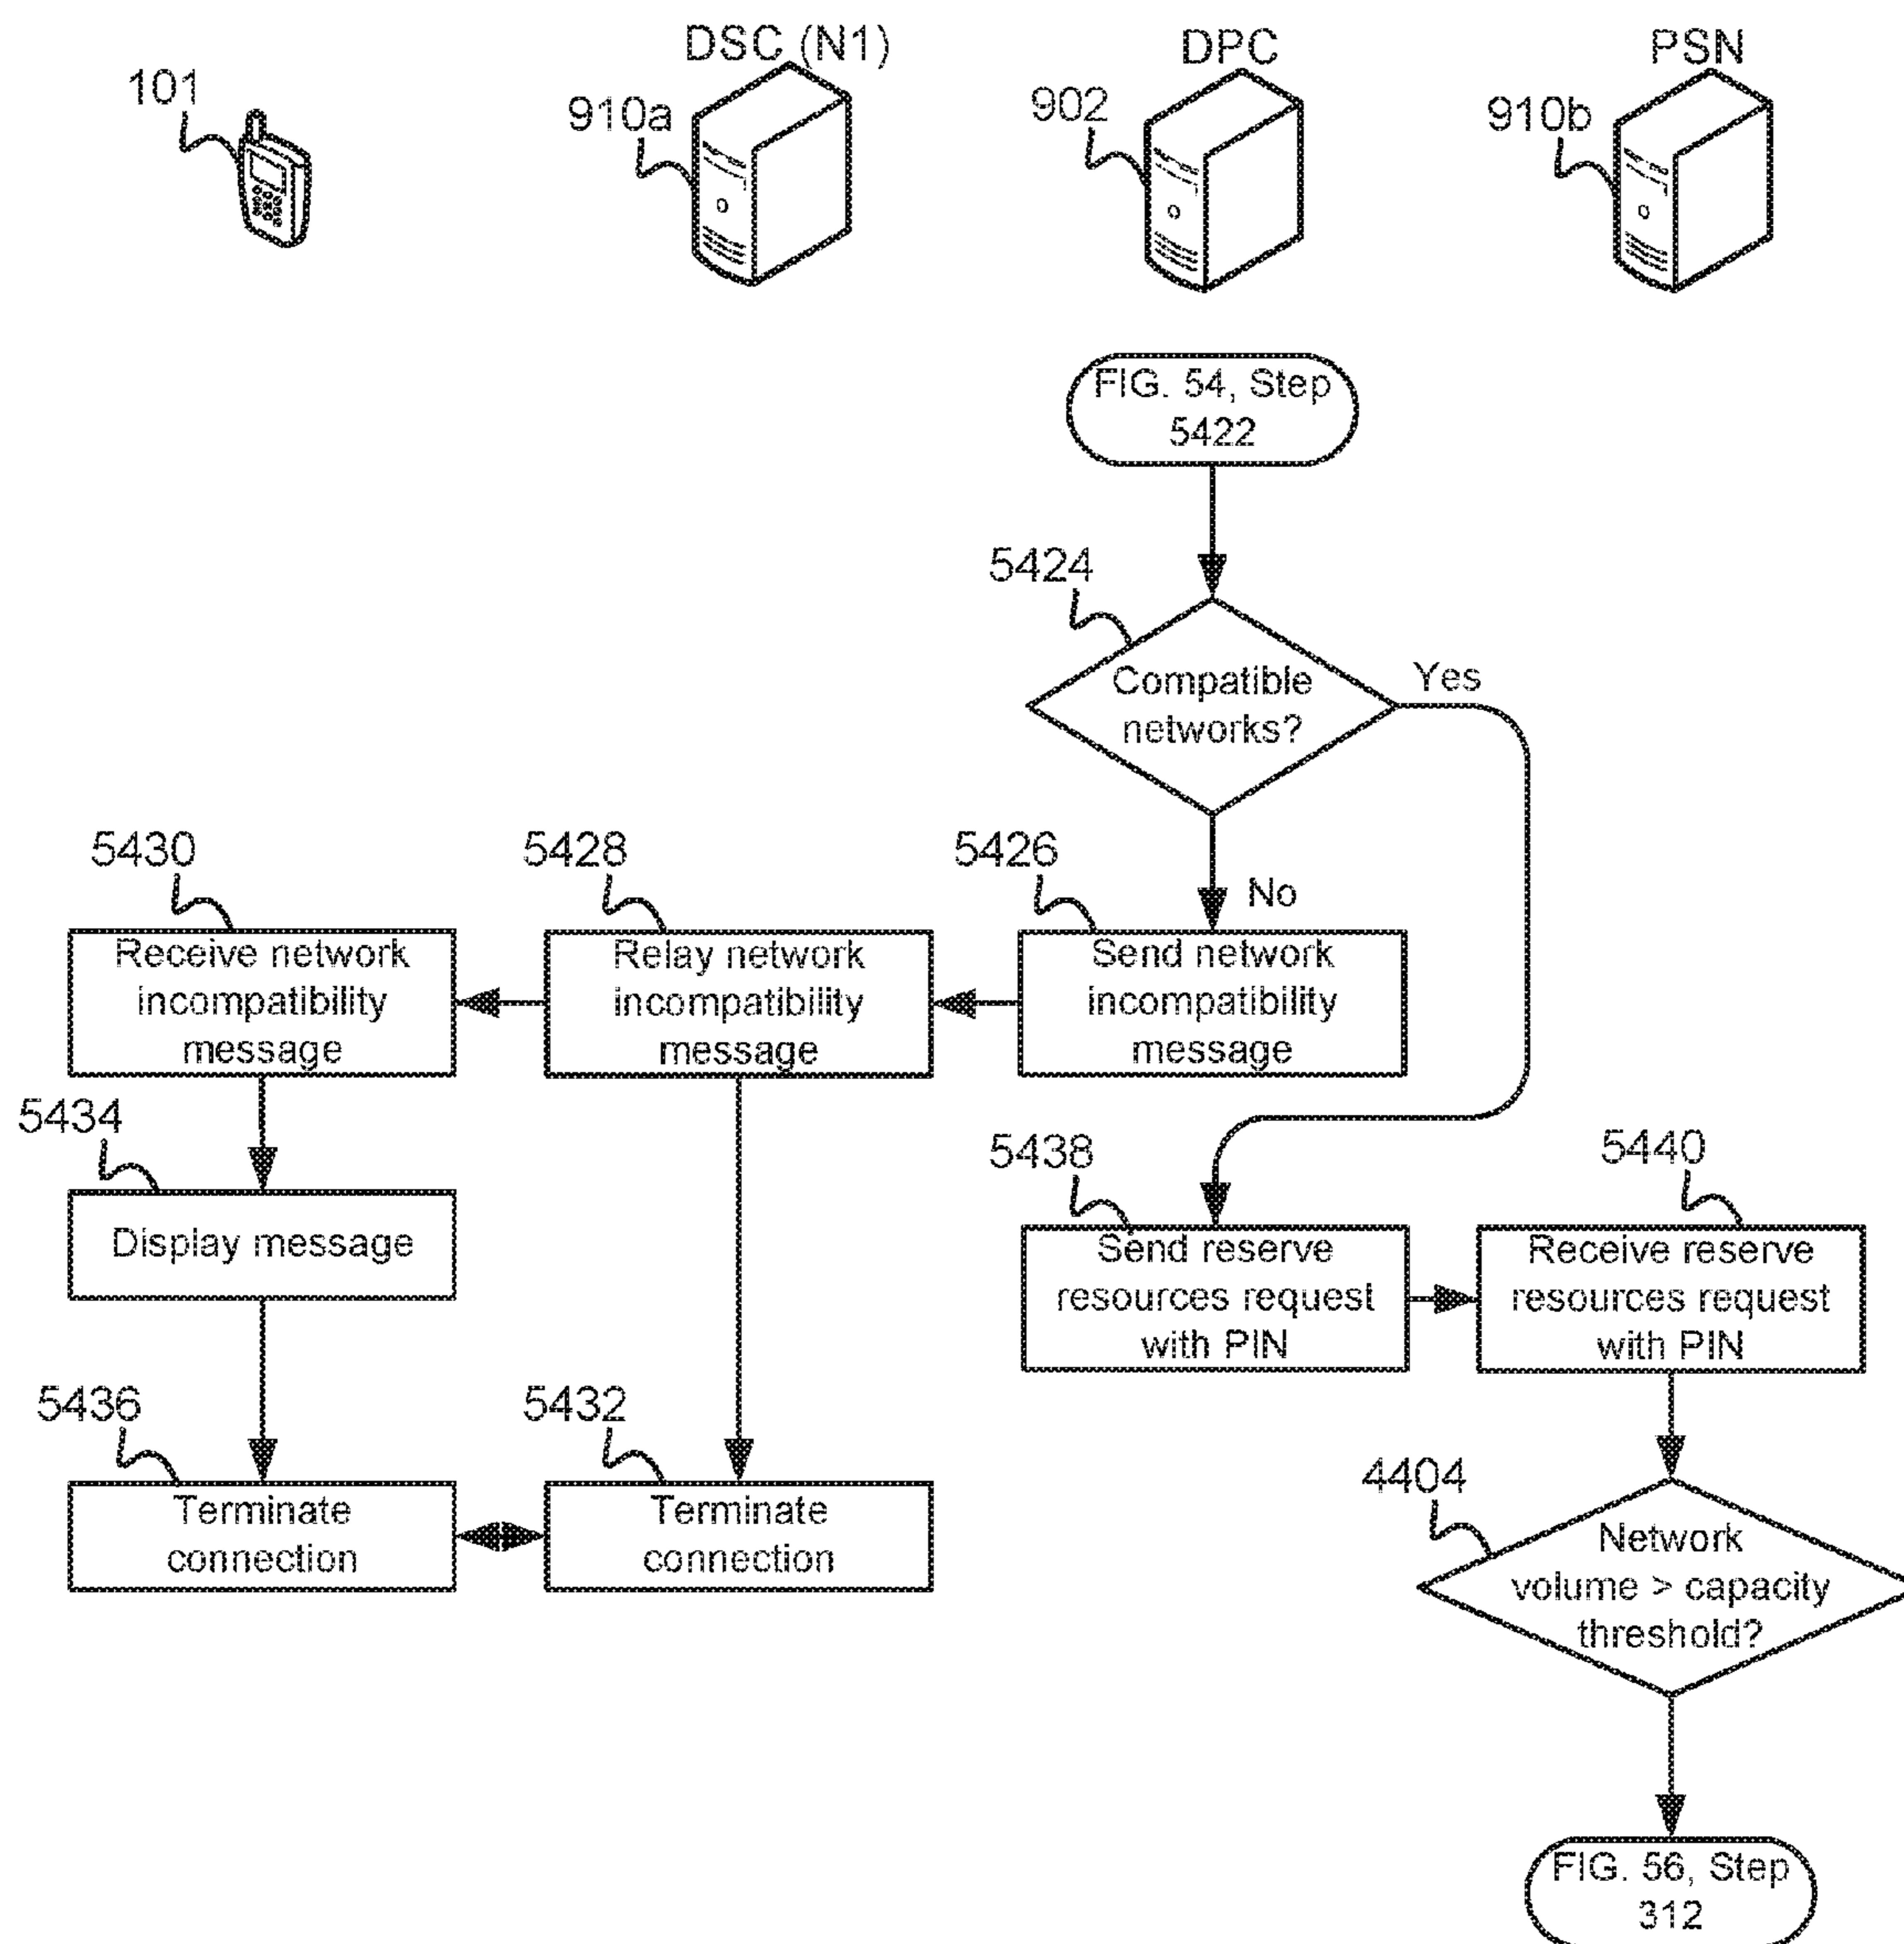 DSC (N1)
DPC
PSN
101
910a
902
910b
FIG. 54, Step
5422
5424
Compatible
networks?
Yes
No
5430
5428
5426
Receive network
incompatibility
message
Relay network
incompatibility
message
Send network
incompatibility
message
5434
Display message
5438
5440
Send reserve
resources request
with PIN
Receive reserve
resources request
with PIN
5436
5432
Terminate
connection
Terminate
connection
4404
Network
volume > capacity
threshold?
FIG. 56, Step
312